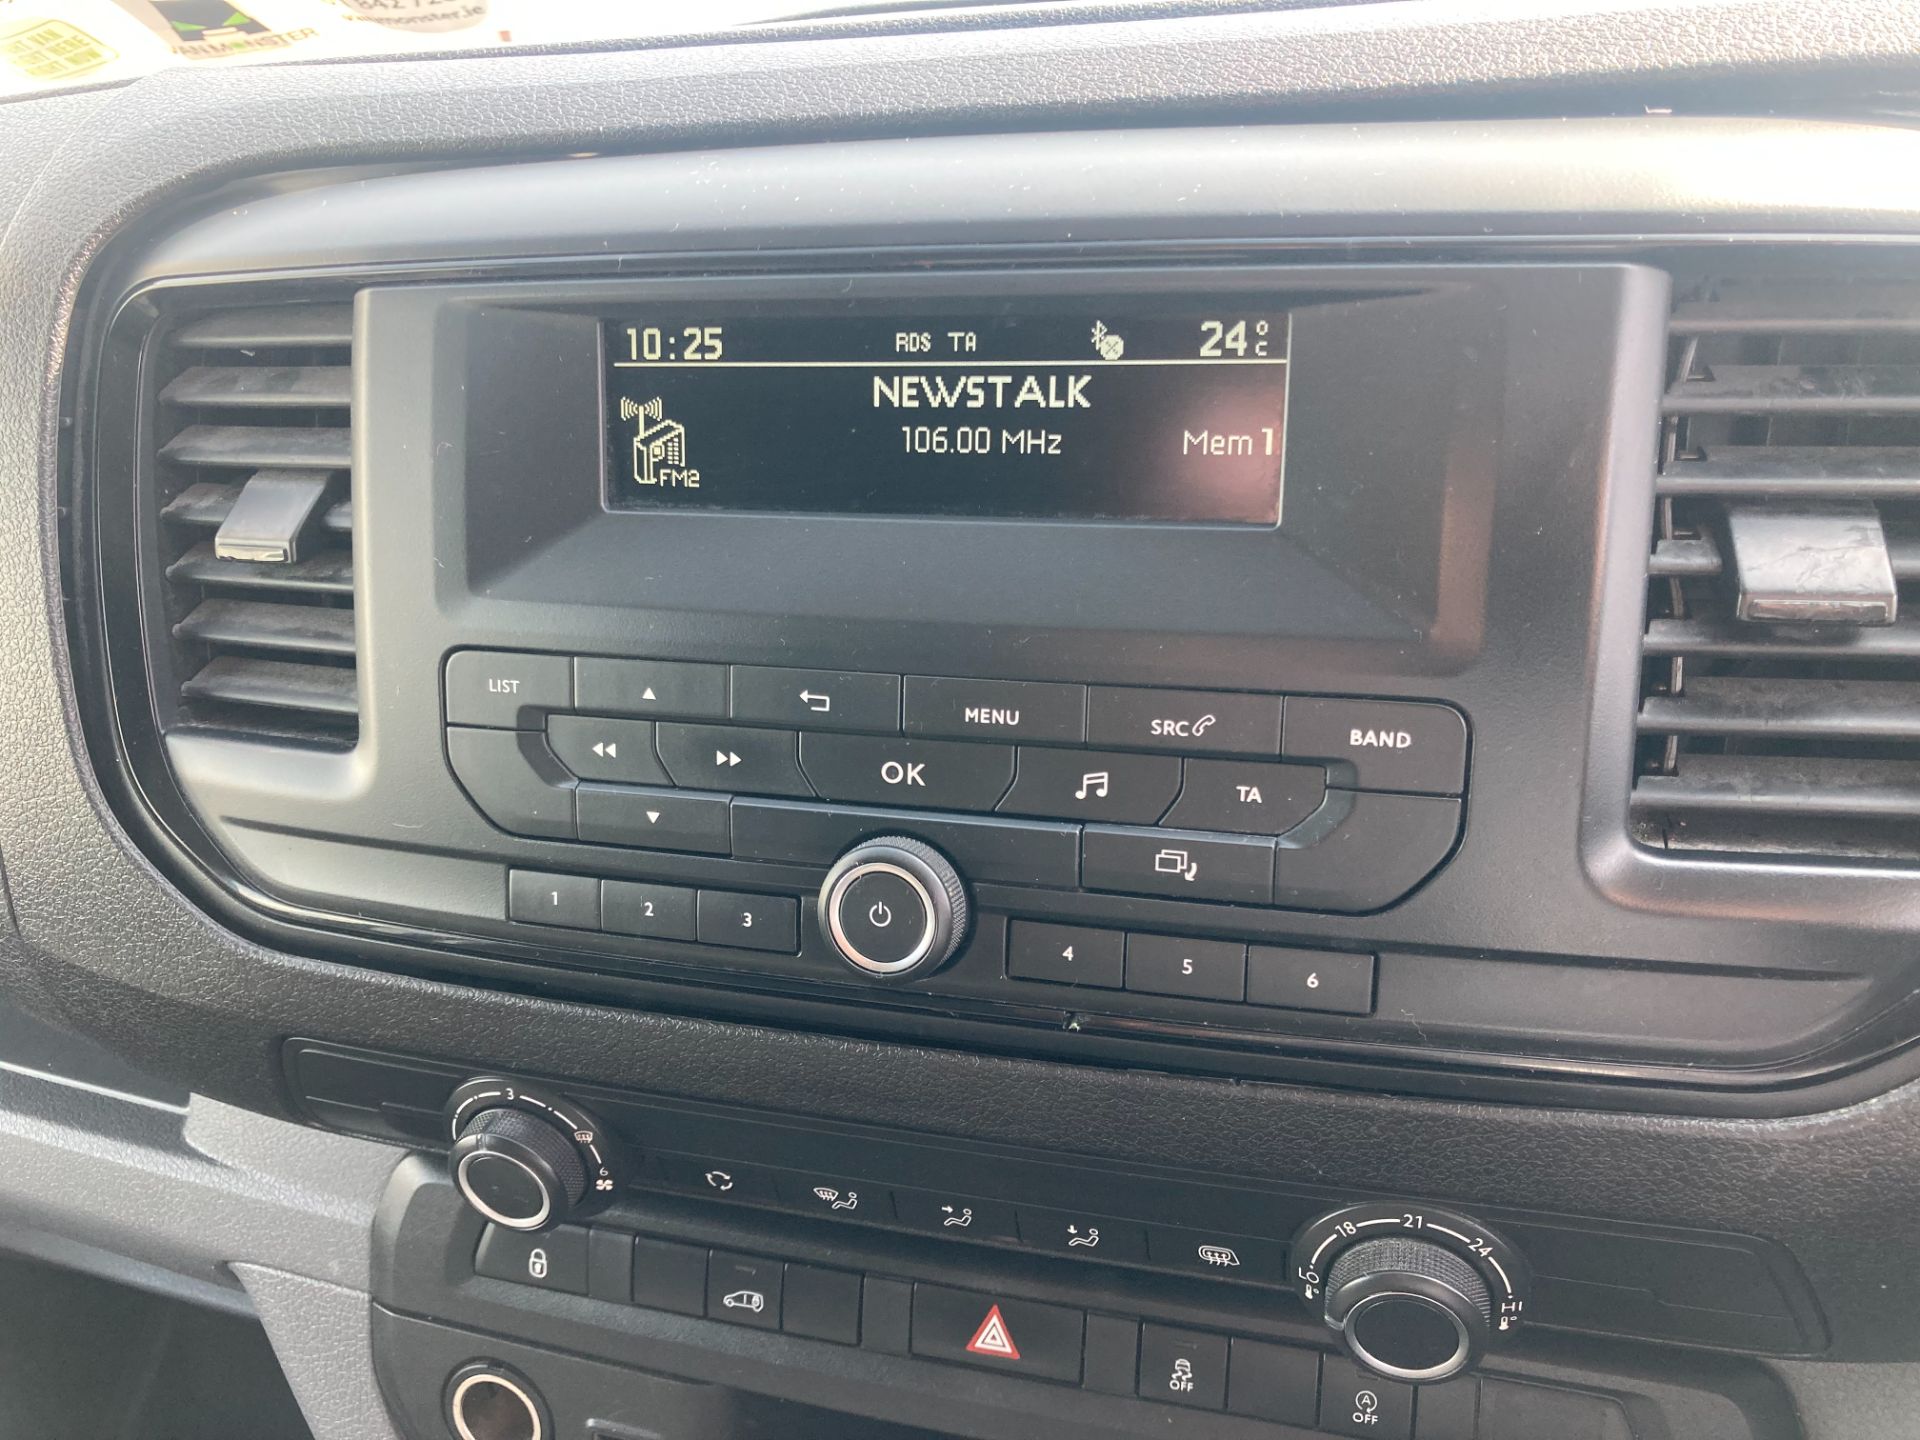 VANMONSTER
10:25 RDS TA 24°C
NEWSTALK
106.00 MHz Mem 1
FM2
LIST MENU SRC BAND
OK TA
1 2 3 4 5 6
3
6
18 21 24
LO HI
OFF
A
OFF